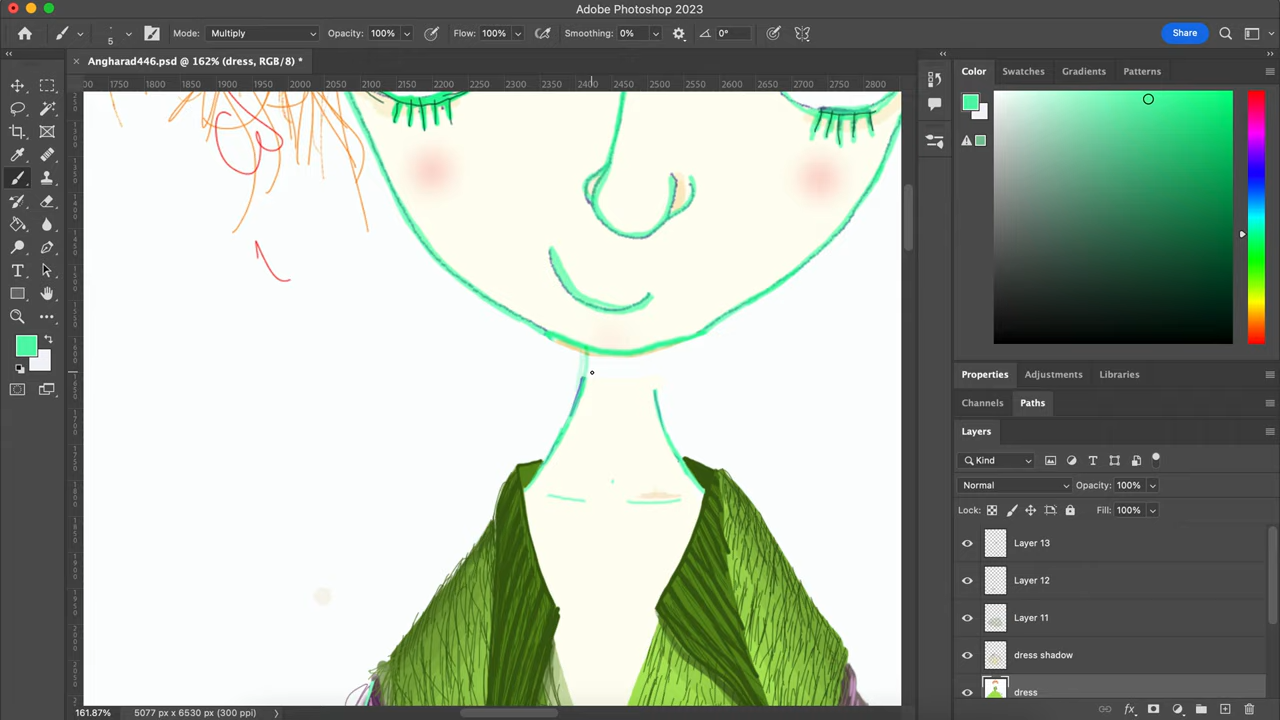 Adobe Photoshop 2023
5 Mode: Multiply Opacity: 100% Flow: 100% Smoothing: 0% 0° Share
× Angharad446.psd @ 162% (dress, RGB/8) *
1750 1800 1850 1900 1950 2000 2050 2100 2150 2200 2250 2300 2350 2400 2450 2500 2550 2600 2650 2700 2750 2800
Color Swatches Gradients Patterns
Properties Adjustments Libraries
Channels Paths
Layers
Kind
Normal Opacity: 100%
Lock: Fill: 100%
Layer 13
Layer 12
Layer 11
dress shadow
dress
fx
161.87% 5077 px x 6530 px (300 ppi)